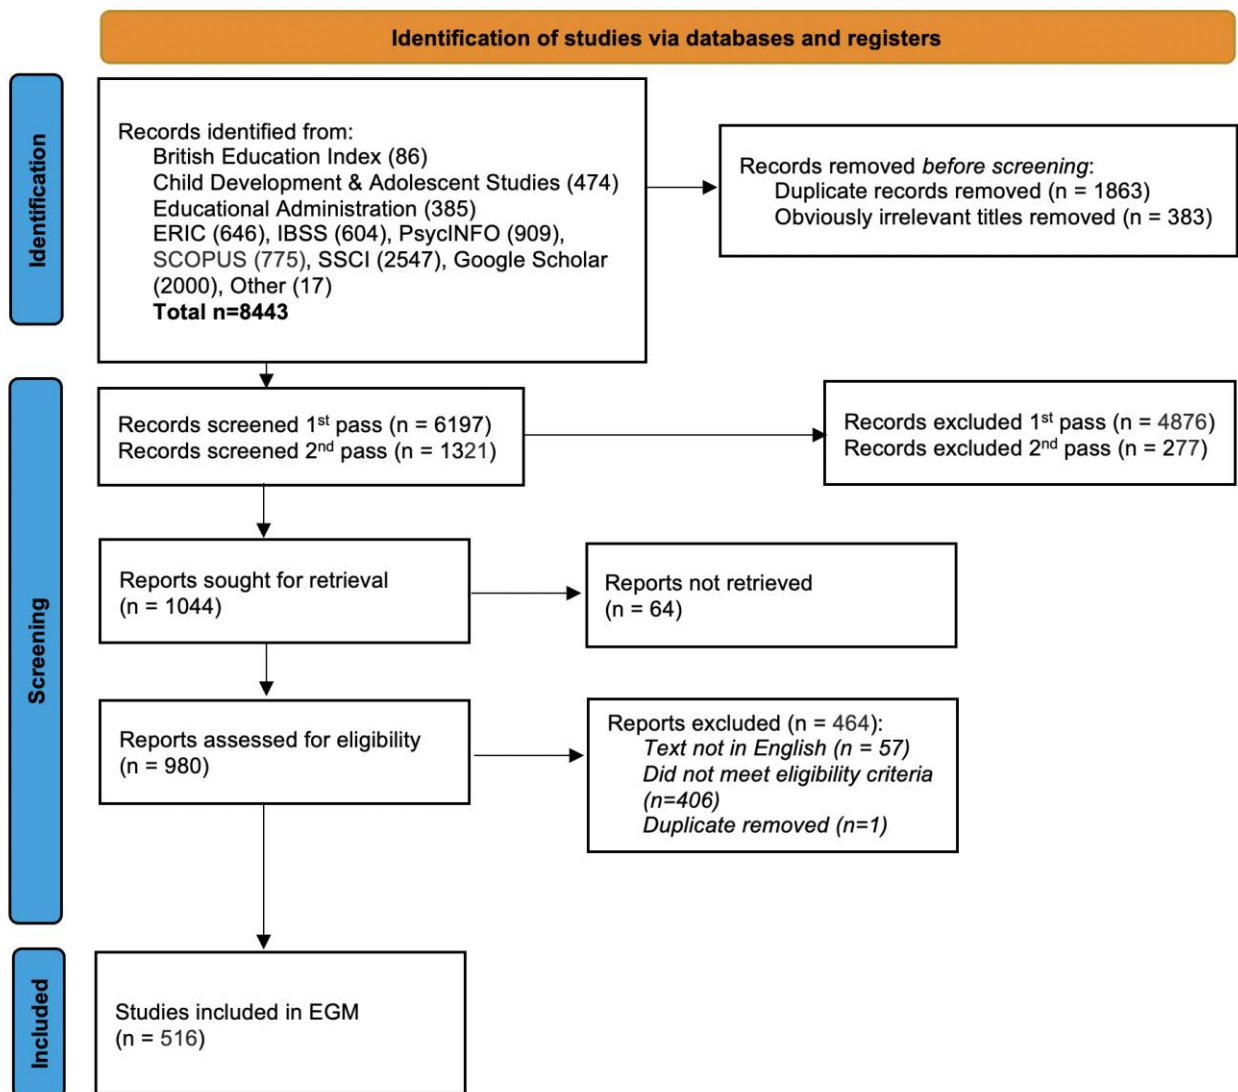 Identification of studies via databases and registers
Identification
Records identified from:
British Education Index (86)
Child Development & Adolescent Studies (474)
Educational Administration (385)
ERIC (646), IBSS (604), PsycINFO (909),
SCOPUS (775), SSCI (2547), Google Scholar
(2000), Other (17)
Total n=8443
Records removed before screening:
Duplicate records removed (n = 1863)
Obviously irrelevant titles removed (n = 383)
Screening
Records screened 1st pass (n = 6197)
Records screened 2nd pass (n = 1321)
Records excluded 1st pass (n = 4876)
Records excluded 2nd pass (n = 277)
Reports sought for retrieval
(n = 1044)
Reports not retrieved
(n = 64)
Reports assessed for eligibility
(n = 980)
Reports excluded (n = 464):
Text not in English (n = 57)
Did not meet eligibility criteria
(n=406)
Duplicate removed (n=1)
Included
Studies included in EGM
(n = 516)